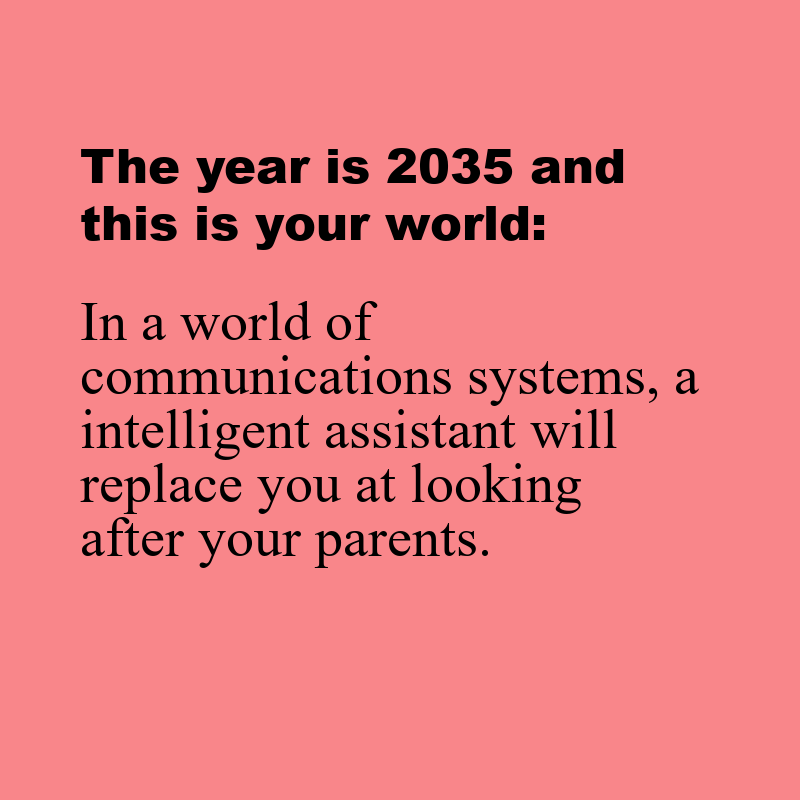 The year is 2035 and
this is your world:
In a world of
communications systems, a
intelligent assistant will
replace you at looking
after your parents.